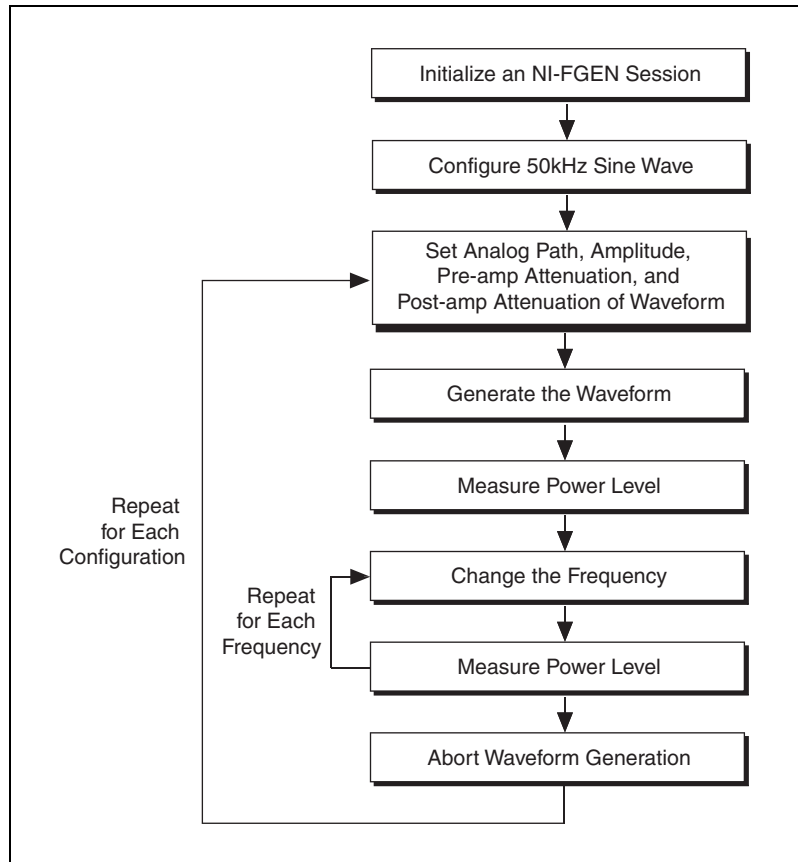 Initialize an NI-FGEN Session
Configure 50kHz Sine Wave
Set Analog Path, Amplitude,
Pre-amp Attenuation, and
Post-amp Attenuation of Waveform
Generate the Waveform
Measure Power Level
Repeat
for Each
Configuration
Change the Frequency
Repeat
for Each
Frequency
Measure Power Level
Abort Waveform Generation